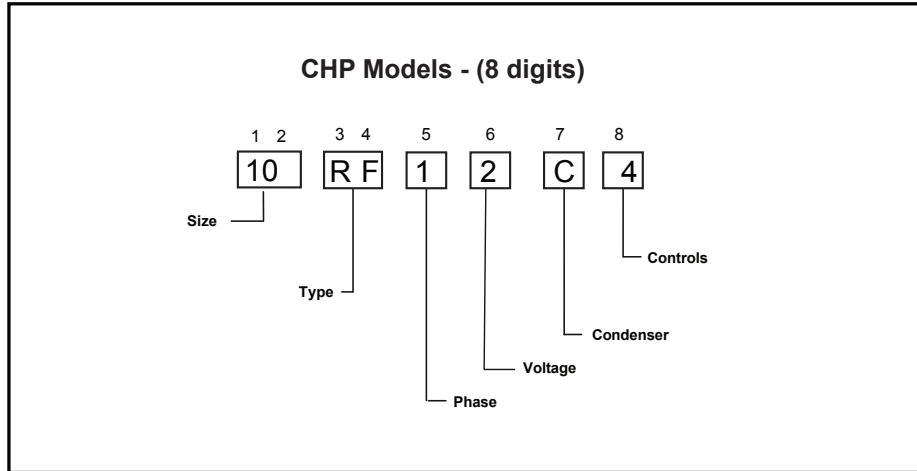 CHP Models - (8 digits)
1 2 3 4 5 6 7 8
10 R F 1 2 C 4
Size
Controls
Type
Condenser
Voltage
Phase